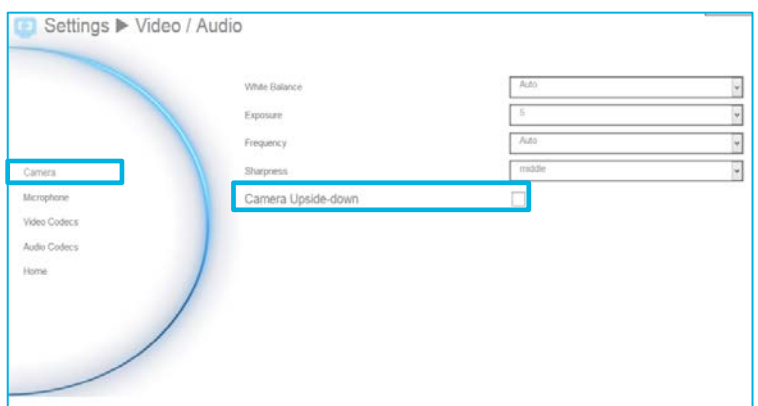 Settings ▶ Video / Audio
White Balance Auto
Exposure 5
Frequency Auto
Camera
Sharpness middle
Microphone
Camera Upside-down
Video Codecs
Audio Codecs
Home